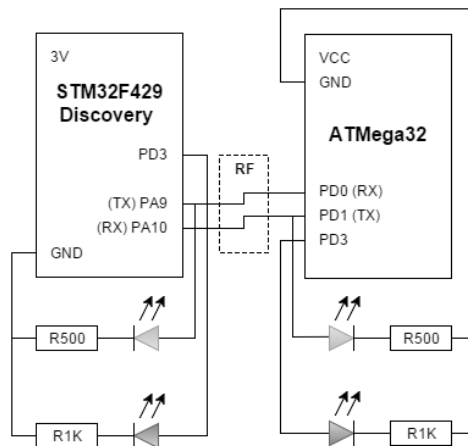 3V
STM32F429
Discovery
PD3
(TX) PA9
(RX) PA10
GND
RF
VCC
GND
ATMega32
PD0 (RX)
PD1 (TX)
PD3
R500
R1K
R500
R1K